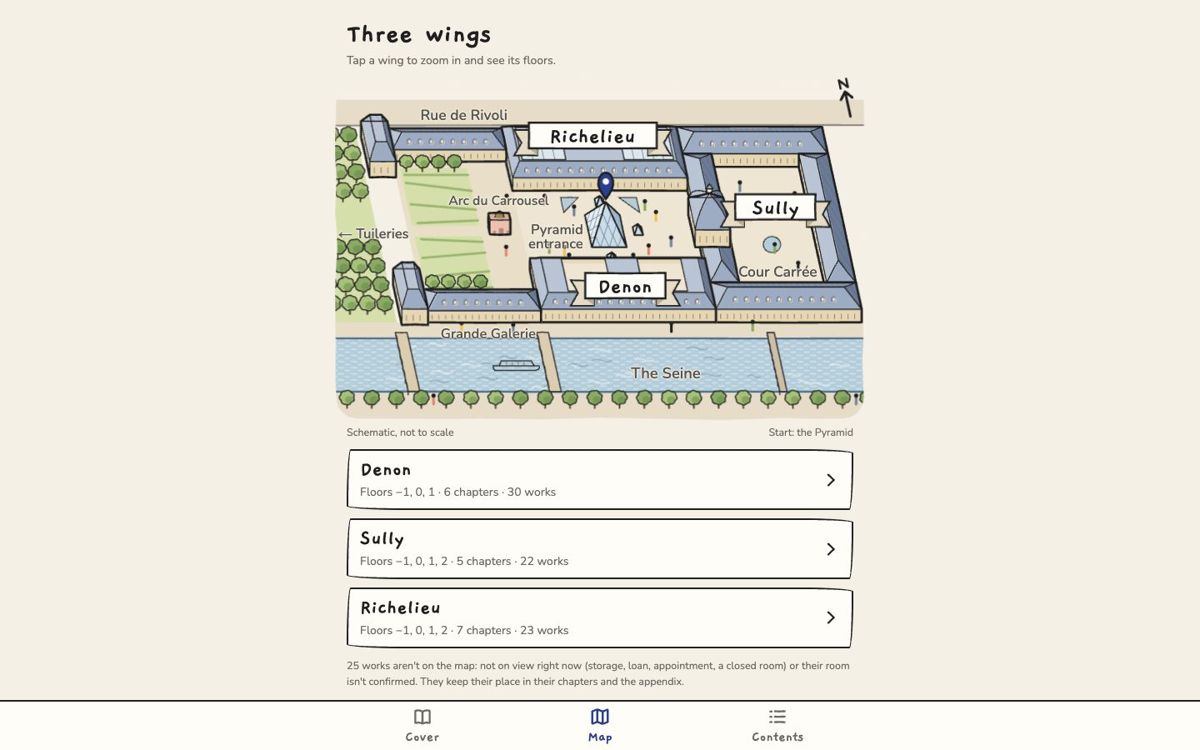 Three wings
Tap a wing to zoom in and see its floors.
N
Rue de Rivoli
Richelieu
Arc du Carrousel
Sully
← Tuileries
Pyramid
entrance
Cour Carrée
Denon
Grande Galerie
The Seine
Schematic, not to scale
Start: the Pyramid
Denon
Floors −1, 0, 1 · 6 chapters · 30 works
Sully
Floors −1, 0, 1, 2 · 5 chapters · 22 works
Richelieu
Floors −1, 0, 1, 2 · 7 chapters · 23 works
25 works aren't on the map: not on view right now (storage, loan, appointment, a closed room) or their room
isn't confirmed. They keep their place in their chapters and the appendix.
Cover
Map
Contents